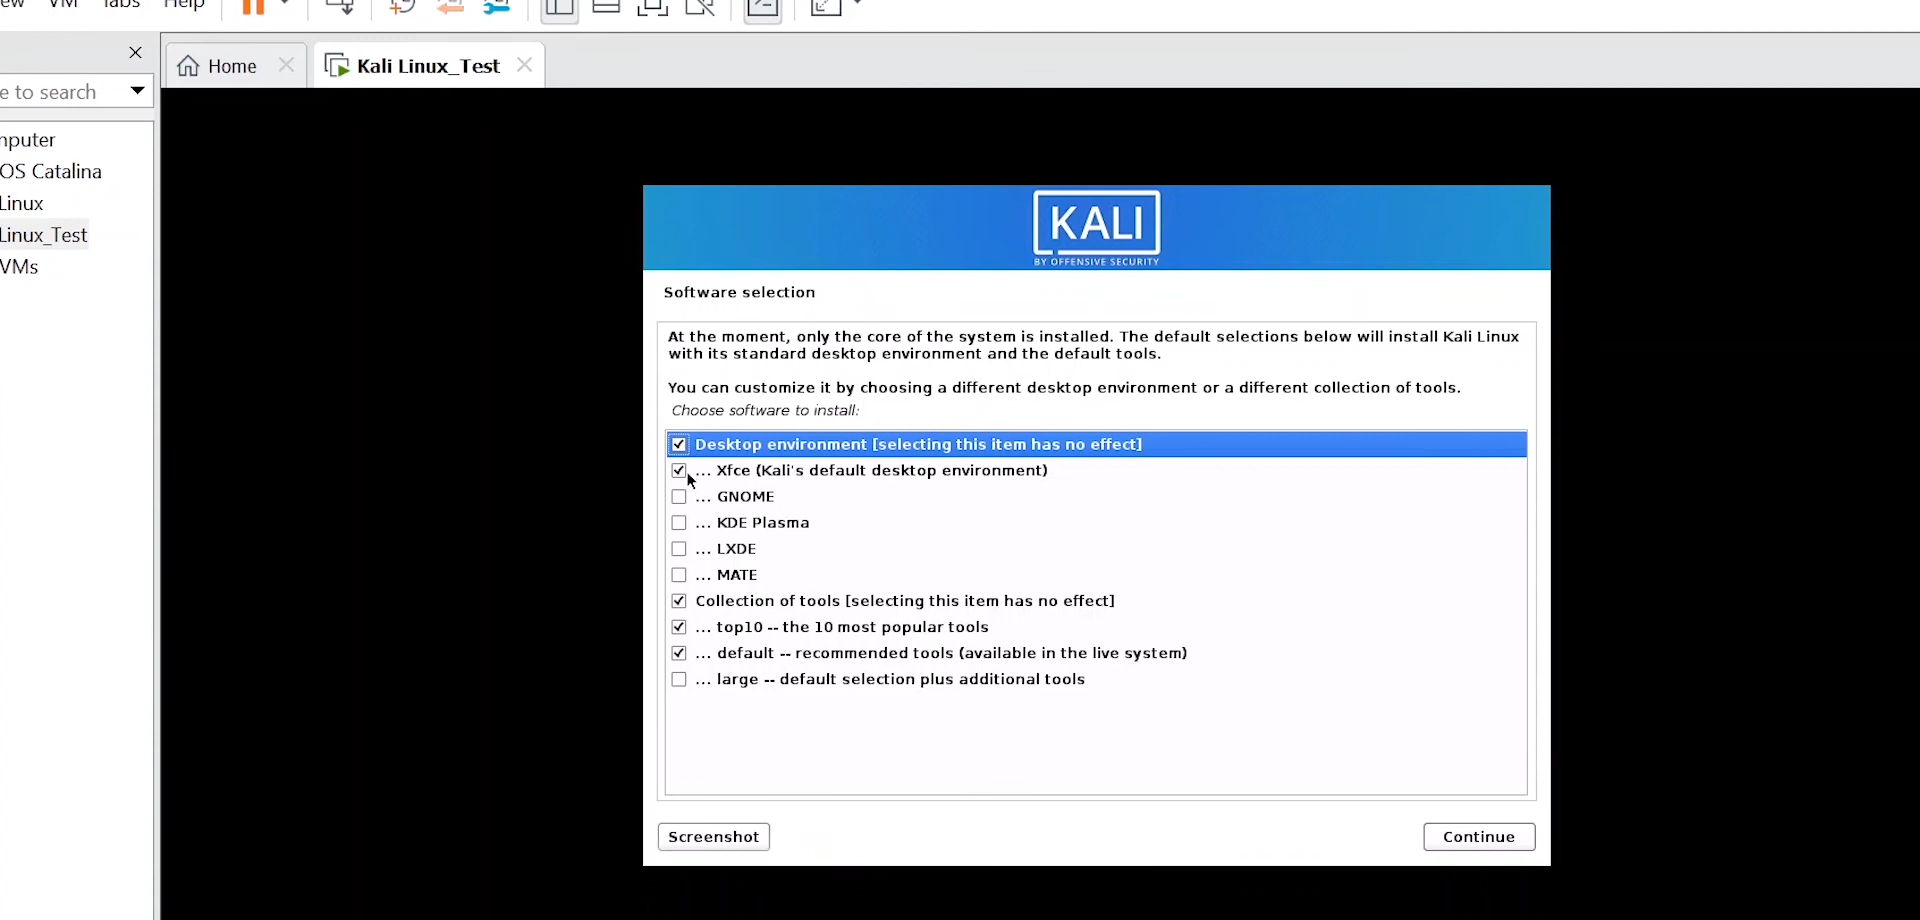 VM
Tabs
Help
Home
Kali Linux_Test
e to search
mputer
OS Catalina
Linux
Linux_Test
VMs
KALI
BY OFFENSIVE SECURITY
Software selection
At the moment, only the core of the system is installed. The default selections below will install Kali Linux
with its standard desktop environment and the default tools.
You can customize it by choosing a different desktop environment or a different collection of tools.
Choose software to install:
Desktop environment [selecting this item has no effect]
... Xfce (Kali's default desktop environment)
... GNOME
... KDE Plasma
... LXDE
... MATE
Collection of tools [selecting this item has no effect]
... top10 -- the 10 most popular tools
... default -- recommended tools (available in the live system)
... large -- default selection plus additional tools
Screenshot
Continue